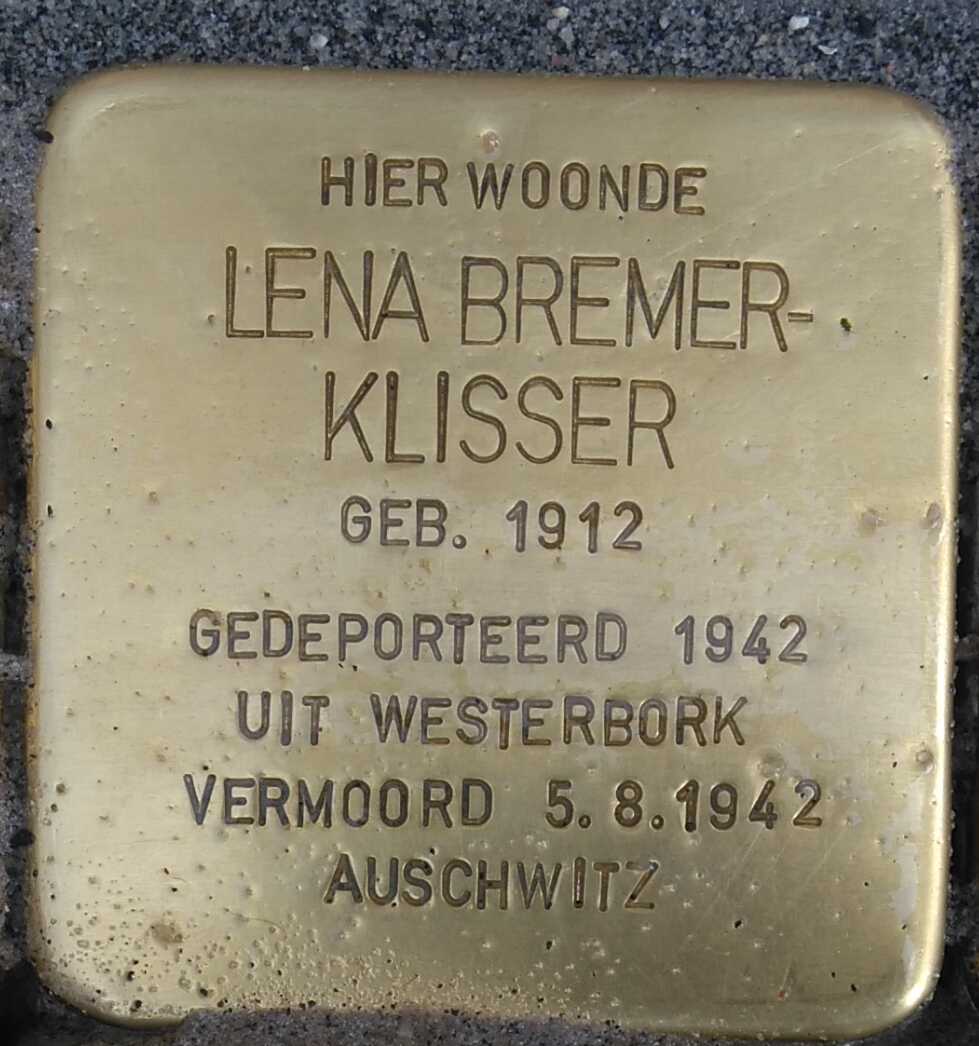 HIER WOONDE
LENA BREMER-
KLISSER
GEB. 1912
GEDEPORTEERD 1942
UIT WESTERBORK
VERMOORD 5.8.1942
AUSCHWITZ